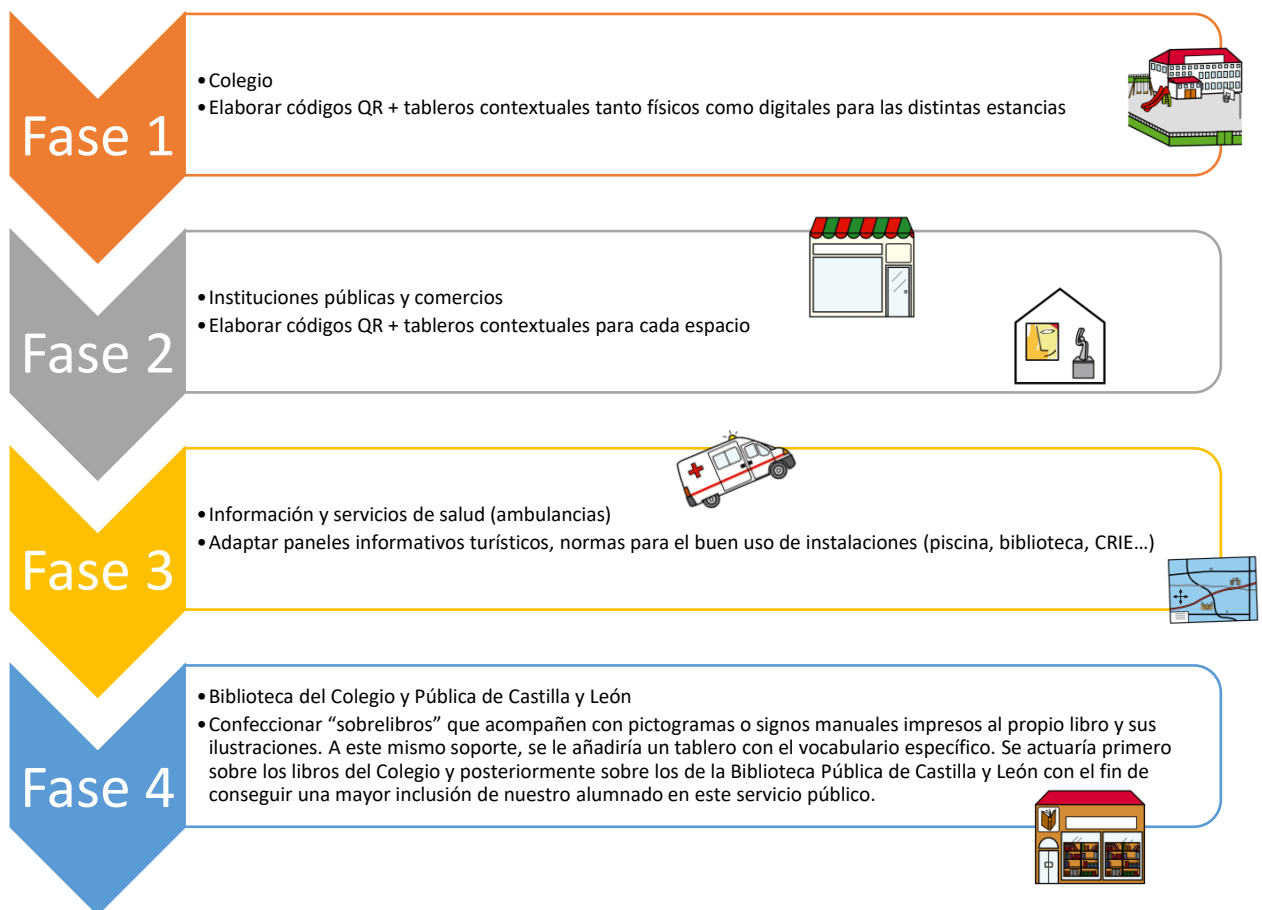 Fase 1
•Colegio
•Elaborar códigos QR + tableros contextuales tanto físicos como digitales para las distintas estancias
Fase 2
•Instituciones públicas y comercios
•Elaborar códigos QR + tableros contextuales para cada espacio
Fase 3
•Información y servicios de salud (ambulancias)
•Adaptar paneles informativos turísticos, normas para el buen uso de instalaciones (piscina, biblioteca, CRIE…)
Fase 4
•Biblioteca del Colegio y Pública de Castilla y León
•Confeccionar “sobrelibros” que acompañen con pictogramas o signos manuales impresos al propio libro y sus
ilustraciones. A este mismo soporte, se le añadiría un tablero con el vocabulario específico. Se actuaría primero
sobre los libros del Colegio y posteriormente sobre los de la Biblioteca Pública de Castilla y León con el fin de
conseguir una mayor inclusión de nuestro alumnado en este servicio público.